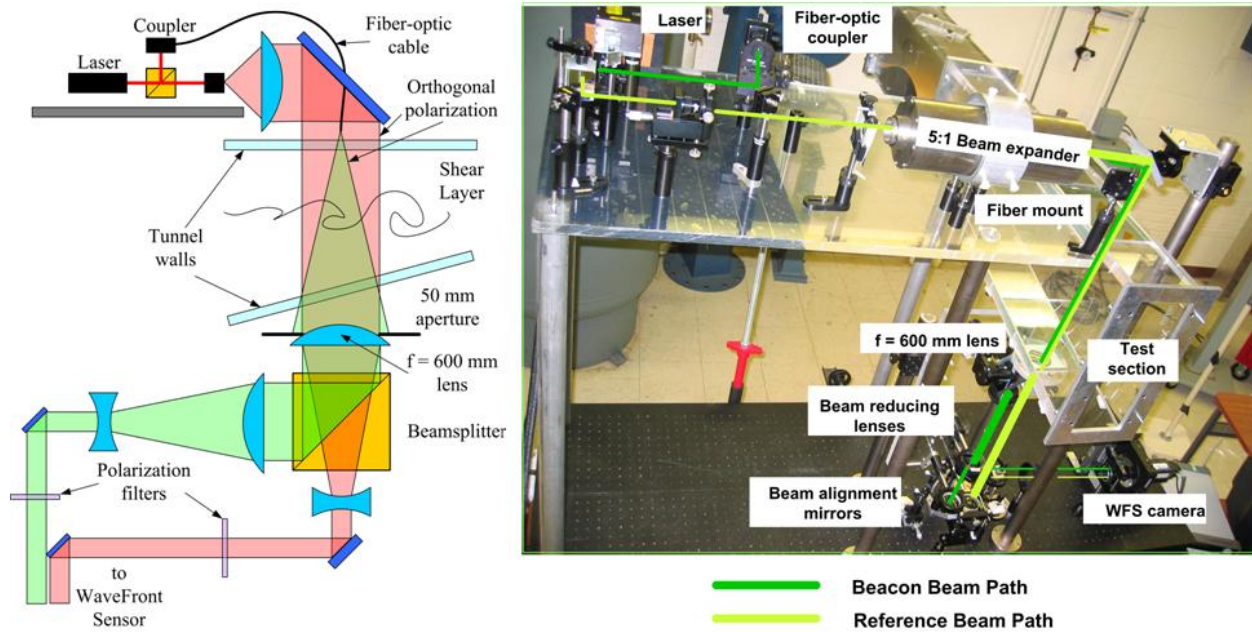 Coupler
Fiber-optic
cable
Laser
Orthogonal
polarization
Shear
Layer
Tunnel
walls
50 mm
aperture
f = 600 mm
lens
Beamsplitter
Polarization
filters
to
WaveFront
Sensor
Laser
Fiber-optic
coupler
5:1 Beam expander
Fiber mount
f = 600 mm lens
Test
section
Beam reducing
lenses
Beam alignment
mirrors
WFS camera
Beacon Beam Path
Reference Beam Path